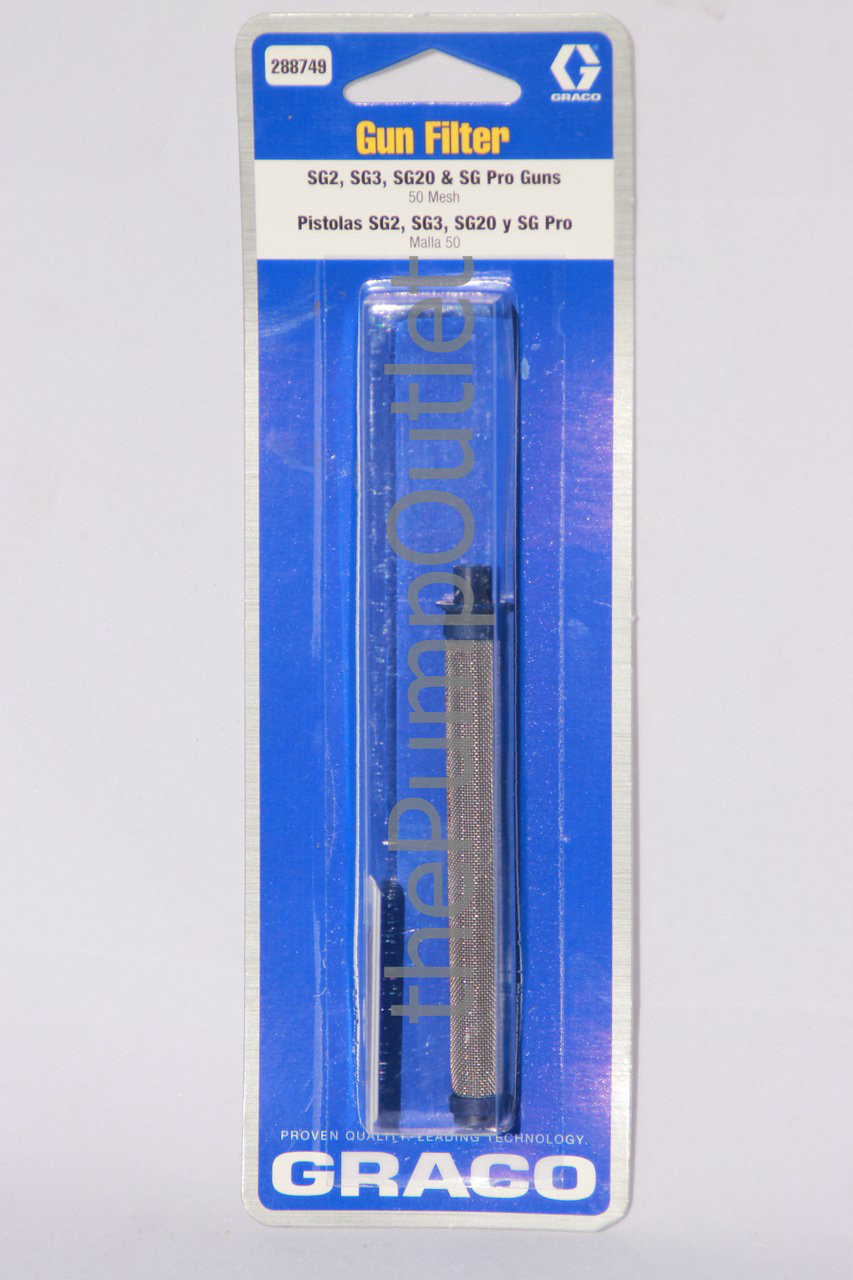 288749
GRACO
Gun Filter
SG2, SG3, SG20 & SG Pro Guns
50 Mesh
Pistolas SG2, SG3, SG20 y SG Pro
Malla 50
thePumpOutlet
PROVEN QUALITY. LEADING TECHNOLOGY.
GRACO